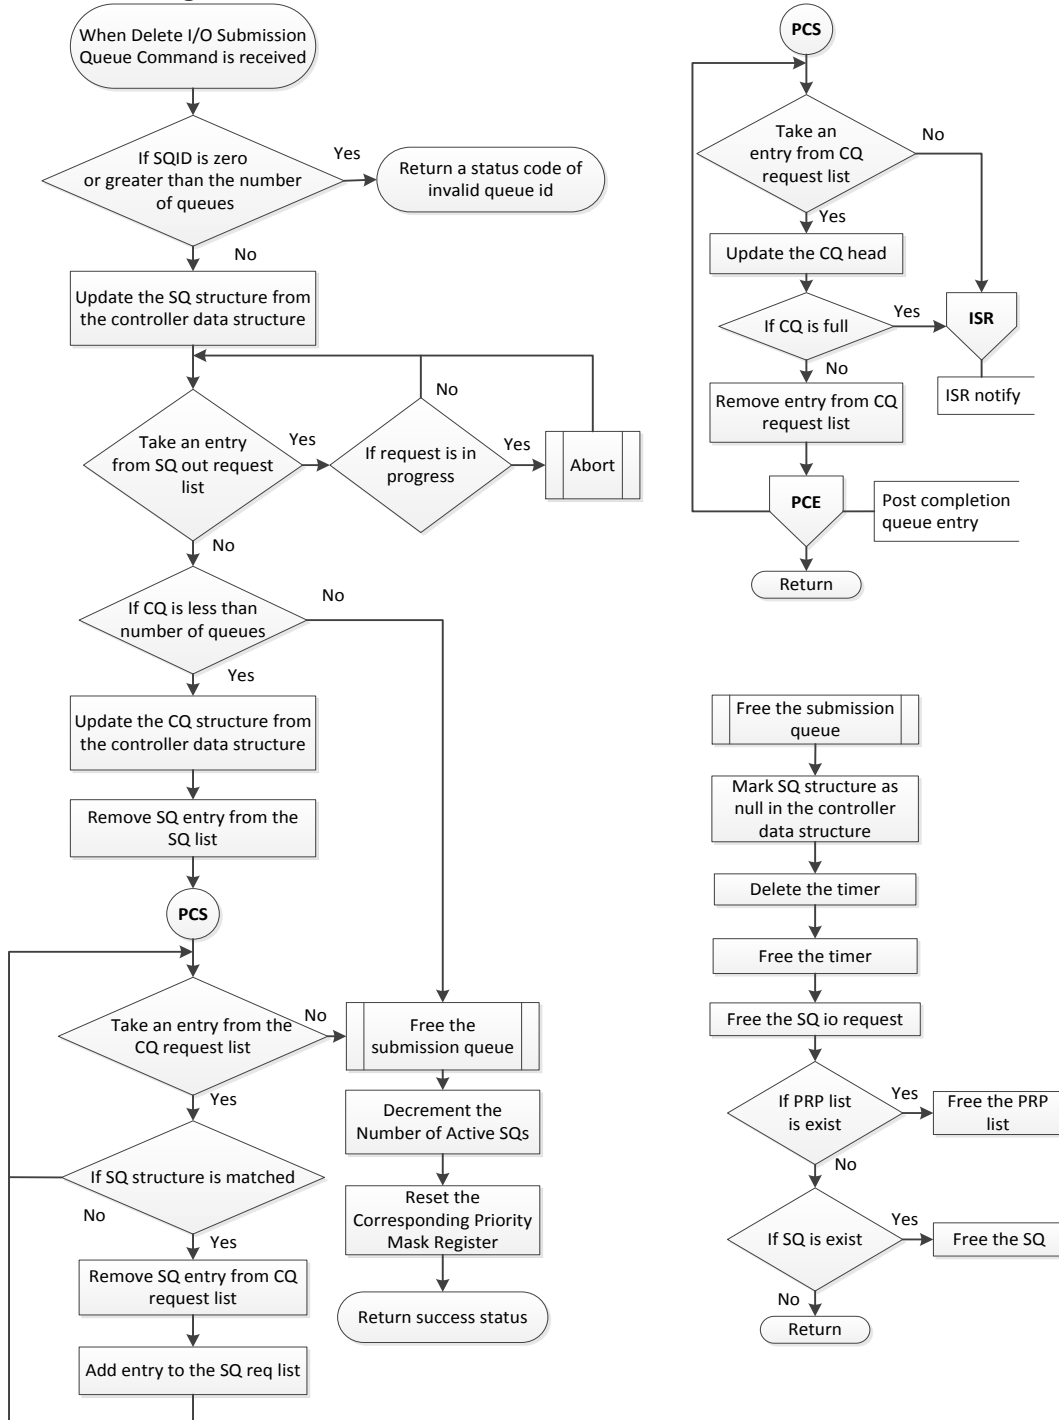 When Delete I/O Submission
Queue Command is received
If SQID is zero
or greater than the number
of queues
Yes
Return a status code of
invalid queue id
No
Update the SQ structure from
the controller data structure
Take an entry
from SQ out request
list
Yes
If request is in
progress
No
Yes
Abort
No
If CQ is less than
number of queues
No
Yes
Update the CQ structure from
the controller data structure
Remove SQ entry from the
SQ list
PCS
Take an entry from the
CQ request list
No
Yes
If SQ structure is matched
No
Yes
Remove SQ entry from CQ
request list
Add entry to the SQ req list
Free the
submission queue
Decrement the
Number of Active SQs
Reset the
Corresponding Priority
Mask Register
Return success status
PCS
Take an
entry from CQ
request list
No
Yes
Update the CQ head
If CQ is full
Yes
ISR
ISR notify
No
Remove entry from CQ
request list
PCE
Post completion
queue entry
Return
Free the submission
queue
Mark SQ structure as
null in the controller
data structure
Delete the timer
Free the timer
Free the SQ io request
If PRP list
is exist
Yes
Free the PRP
list
No
If SQ is exist
Yes
Free the SQ
No
Return